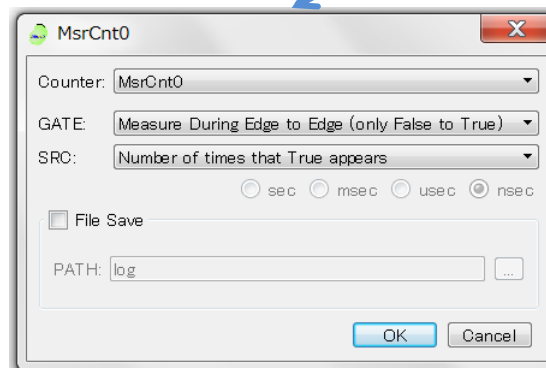 MsrCnt0
Counter: MsrCnt0
GATE: Measure During Edge to Edge (only False to True)
SRC: Number of times that True appears
sec msec usec nsec
File Save
PATH: log ...
OK Cancel